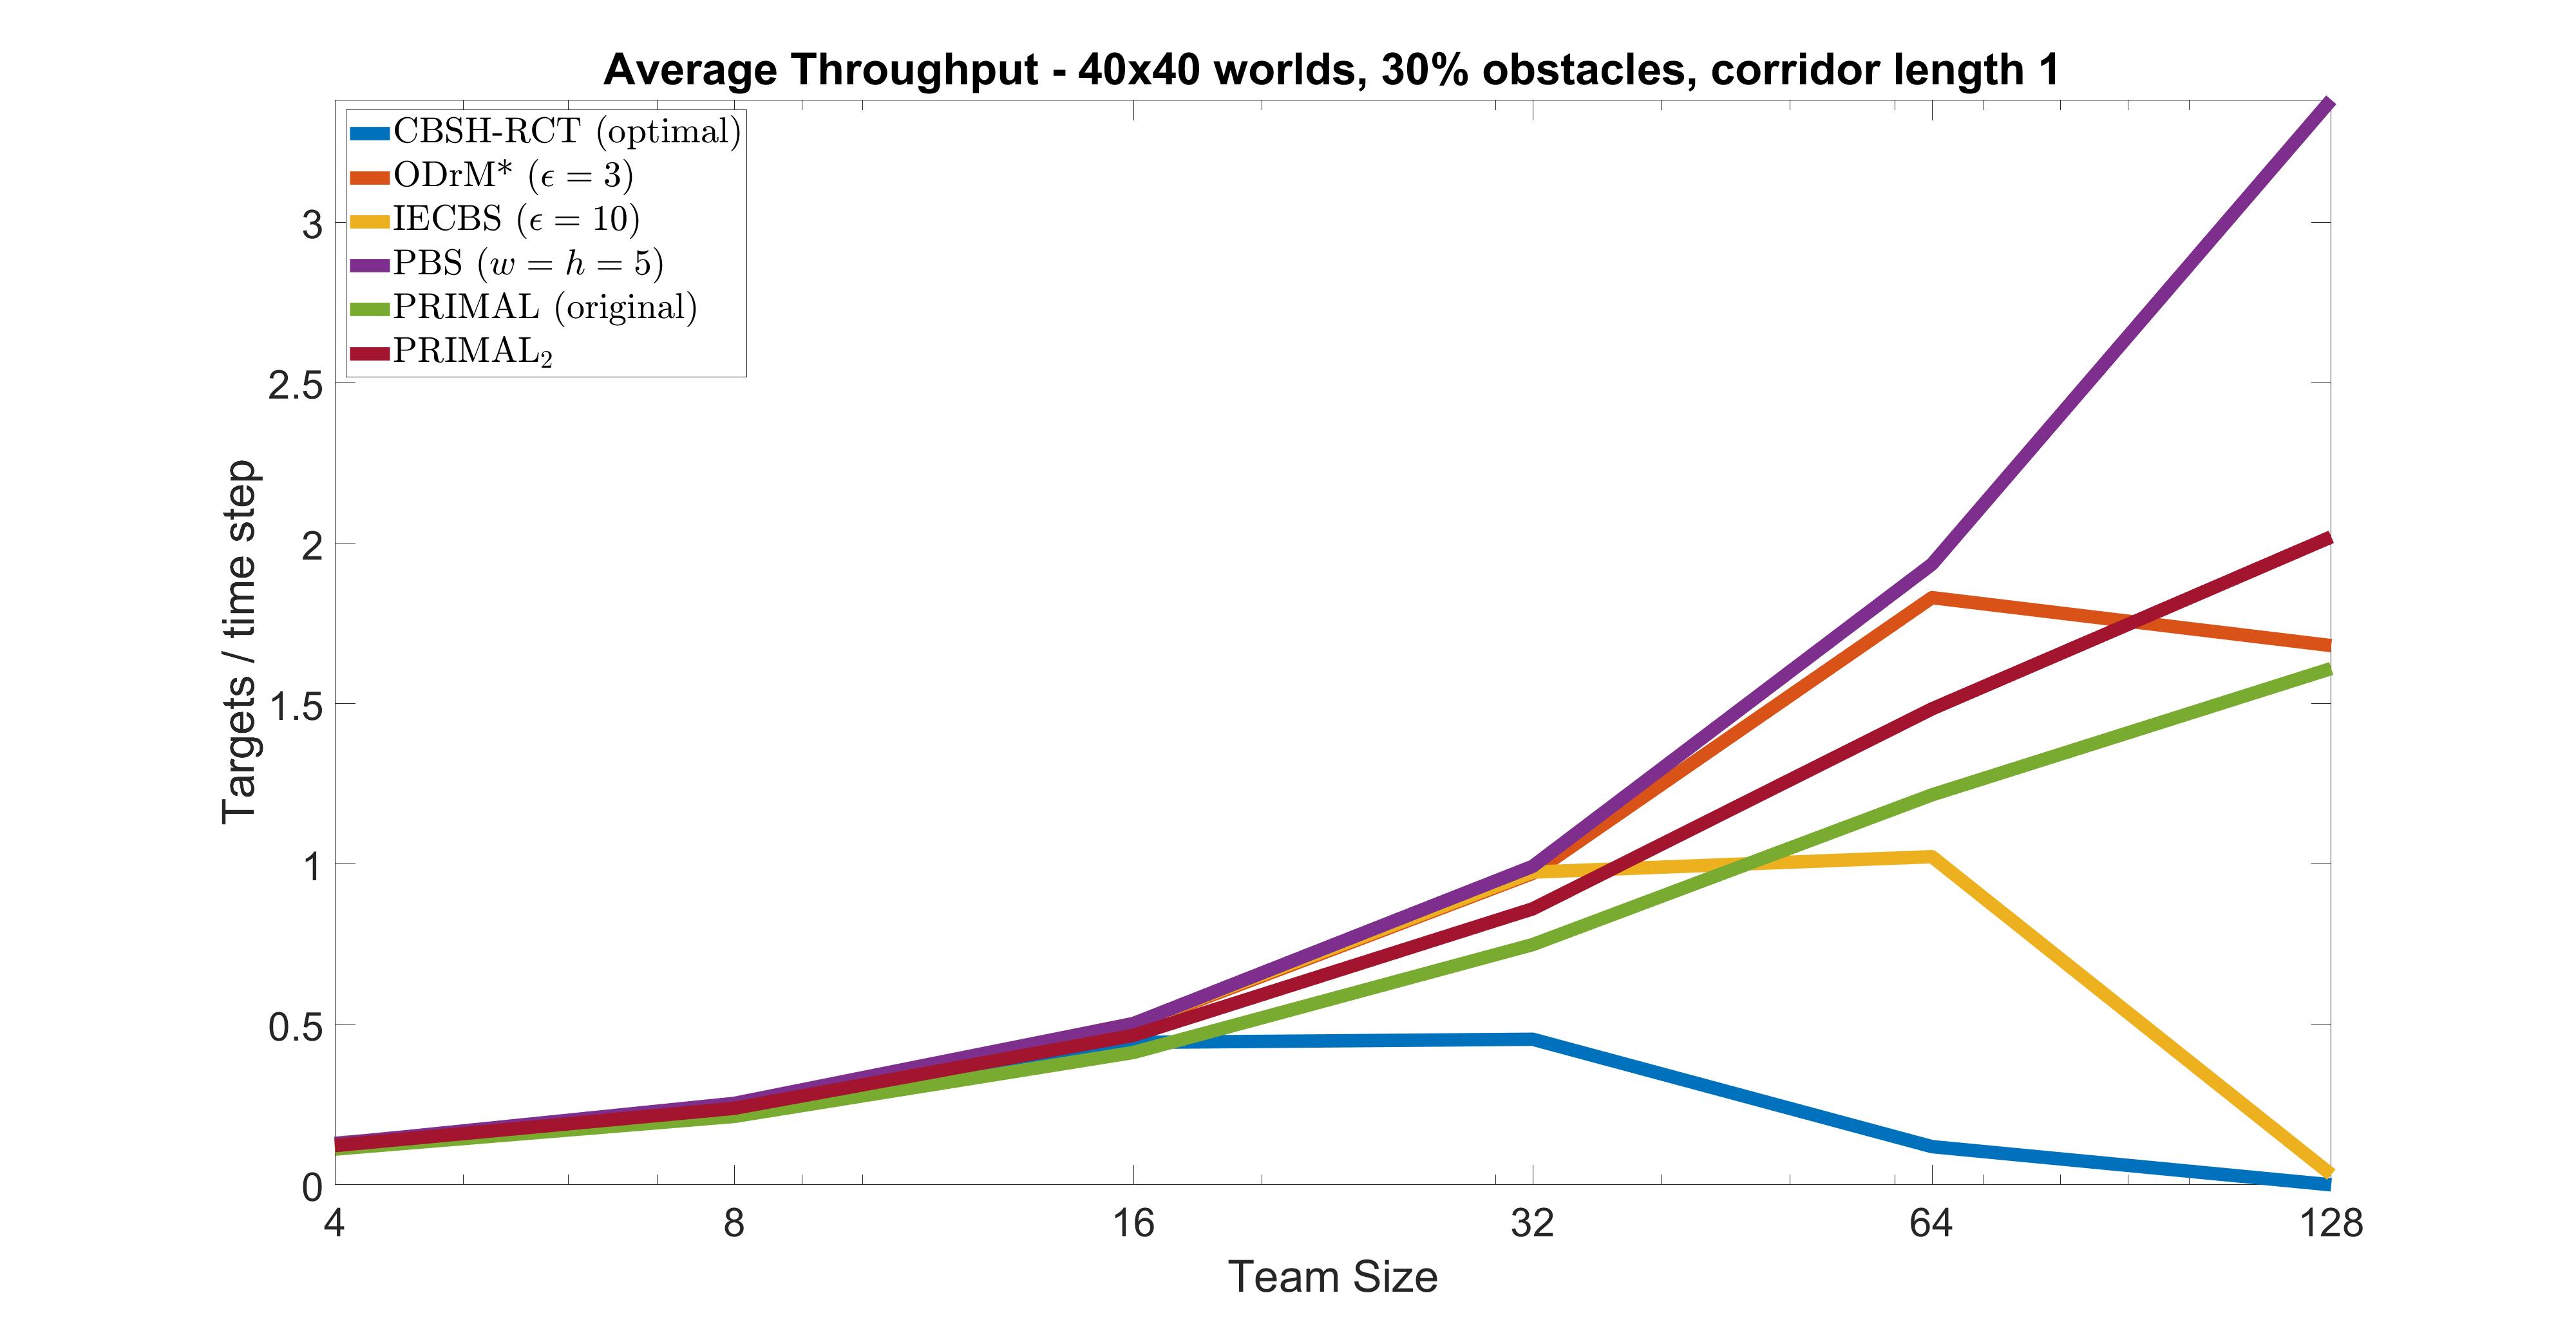 Average Throughput - 40x40 worlds, 30% obstacles, corridor length 1
CBSH-RCT (optimal)
ODrM* (ϵ = 3)
IECBS (ϵ = 10)
PBS (w = h = 5)
PRIMAL (original)
PRIMAL₂
Targets / time step
3
2.5
2
1.5
1
0.5
0
4 8 16 32 64 128
Team Size